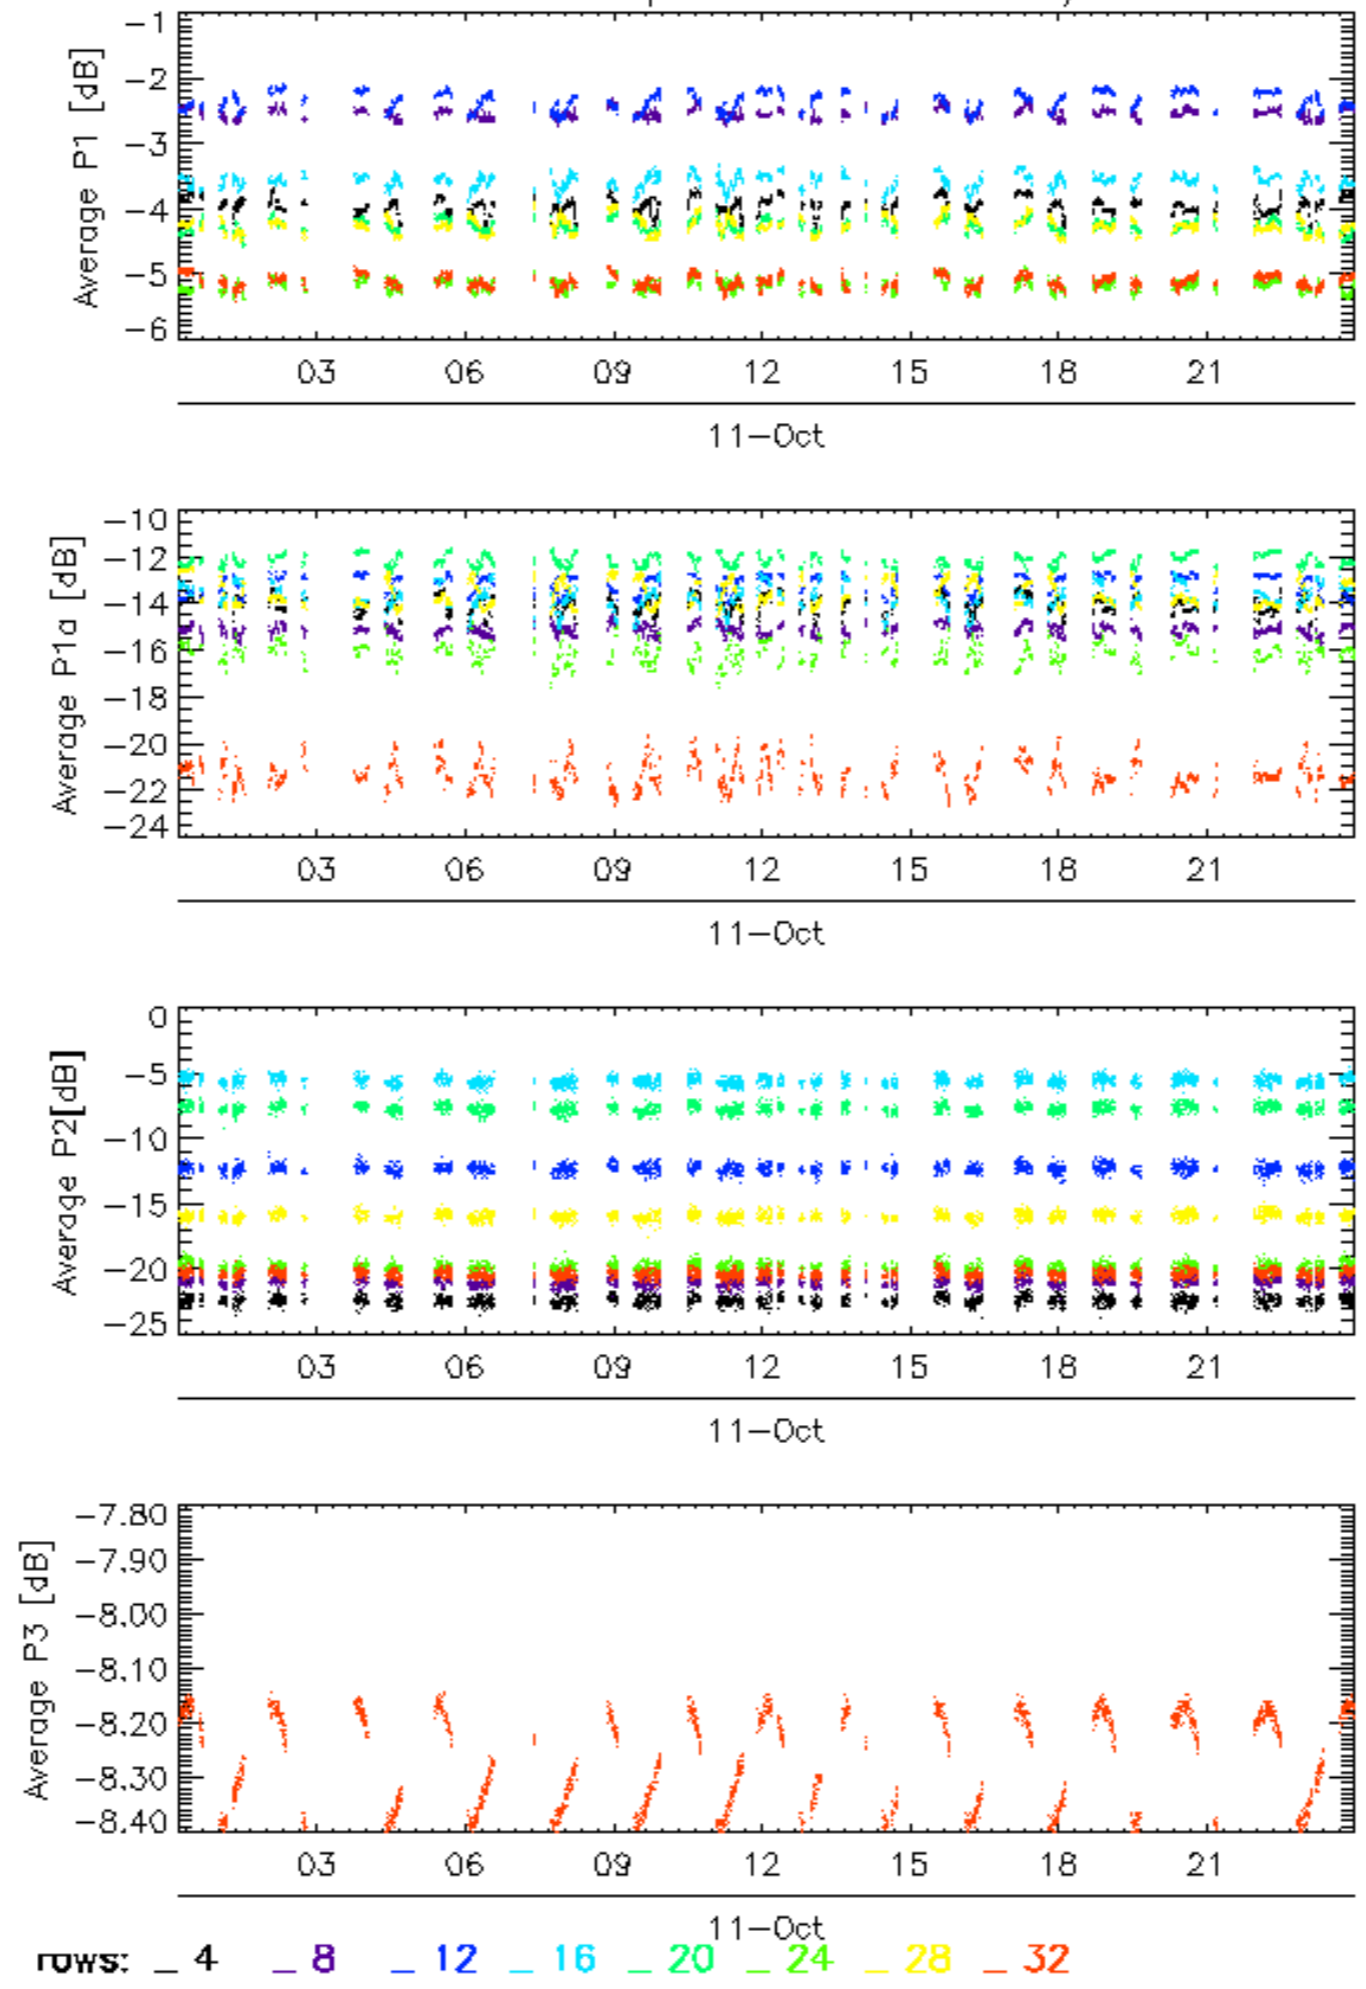 Average P1 [dB]
-1
-2
-3
-4
-5
-6
03 06 09 12 15 18 21
11-Oct
Average P1a [dB]
-10
-12
-14
-16
-18
-20
-22
-24
03 06 09 12 15 18 21
11-Oct
Average P2[dB]
0
-5
-10
-15
-20
-25
03 06 09 12 15 18 21
11-Oct
Average P3 [dB]
-7.80
-7.90
-8.00
-8.10
-8.20
-8.30
-8.40
03 06 09 12 15 18 21
11-Oct
rows: _ 4 _ 8 _ 12 _ 16 _ 20 _ 24 _ 28 _ 32